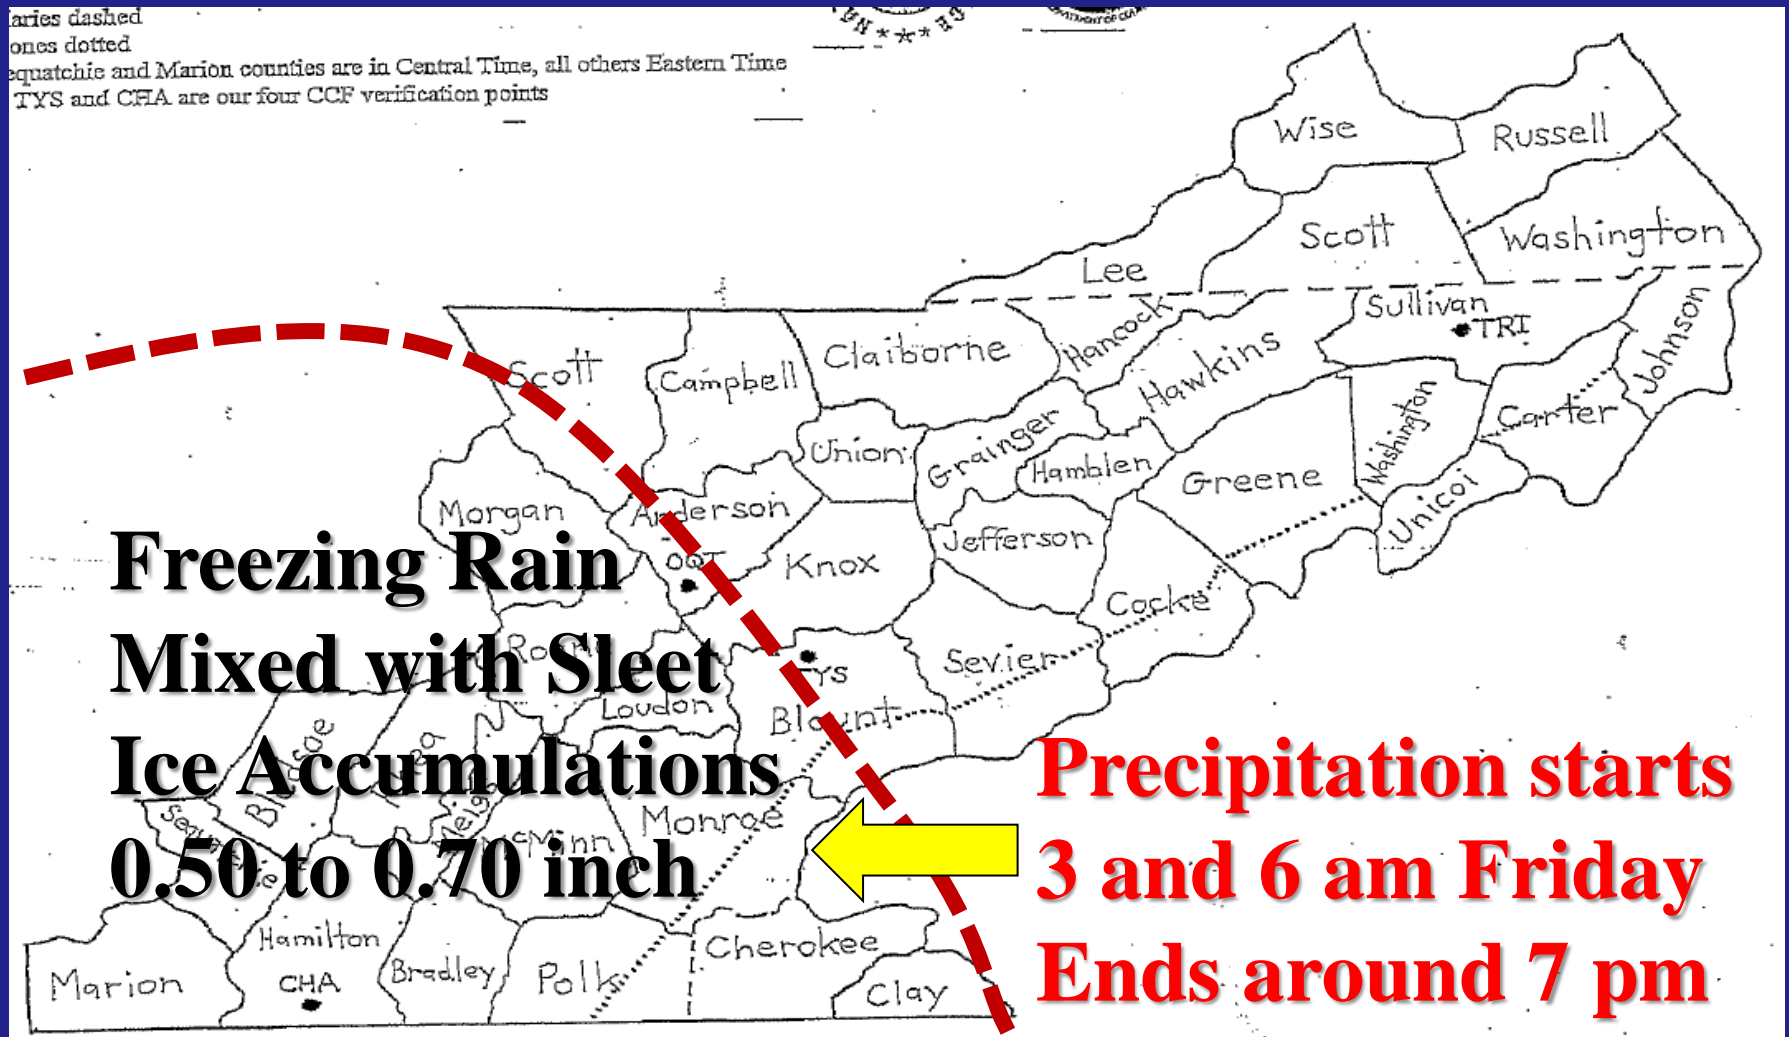 aries dashed
ones dotted
equatchie and Marion counties are in Central Time, all others Eastern Time
TYS and CHA are our four CCF verification points
Wise
Russell
Scott
Washington
Lee
Sullivan
TRI
Hancock
Johnson
Scott
Campbell
Claiborne
Hawkins
Carter
Washington
Union
Grainger
Hamblen
Greene
Unicoi
Morgan
Anderson
Jefferson
Knox
OQT
Cocke
Freezing Rain
Mixed with Sleet
Ice Accumulations
0.50 to 0.70 inch
Sevier
YS
Loudon
Blount
Precipitation starts
3 and 6 am Friday
Ends around 7 pm
Monroe
McMinn
Hamilton
CHA
Marion
Bradley
Polk
Cherokee
Clay